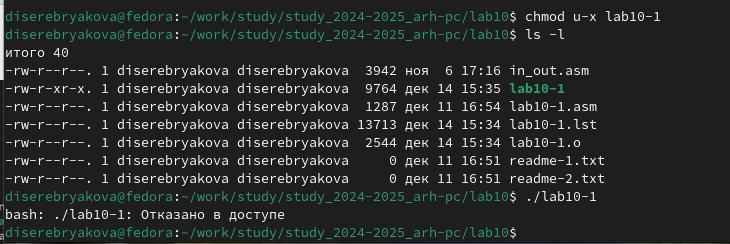 diserebryakova@fedora:~/work/study/study_2024-2025_arh-pc/lab10$ chmod u-x lab10-1
diserebryakova@fedora:~/work/study/study_2024-2025_arh-pc/lab10$ ls -l
итого 40
-rw-r--r--. 1 diserebryakova diserebryakova  3942 ноя  6 17:16 in_out.asm
-rw-r-xr-x. 1 diserebryakova diserebryakova  9764 дек 14 15:35 lab10-1
-rw-r--r--. 1 diserebryakova diserebryakova  1287 дек 11 16:54 lab10-1.asm
-rw-r--r--. 1 diserebryakova diserebryakova 13713 дек 14 15:34 lab10-1.lst
-rw-r--r--. 1 diserebryakova diserebryakova  2544 дек 14 15:34 lab10-1.o
-rw-r--r--. 1 diserebryakova diserebryakova     0 дек 11 16:51 readme-1.txt
-rw-r--r--. 1 diserebryakova diserebryakova     0 дек 11 16:51 readme-2.txt
diserebryakova@fedora:~/work/study/study_2024-2025_arh-pc/lab10$ ./lab10-1
bash: ./lab10-1: Отказано в доступе
diserebryakova@fedora:~/work/study/study_2024-2025_arh-pc/lab10$